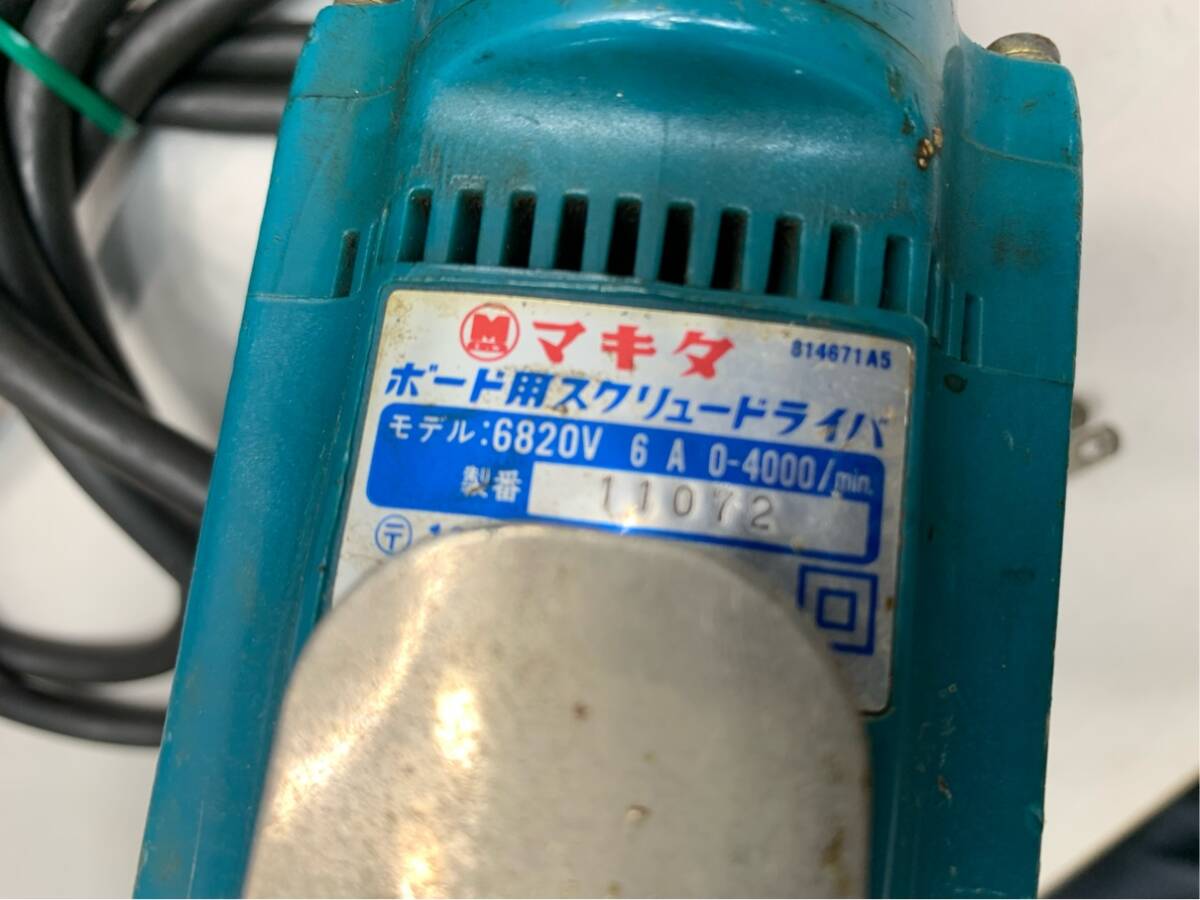 M マキタ 814671A5
ボード用スクリュードライバ
モデル:6820V 6 A 0-4000/min.
製番 11072
〒